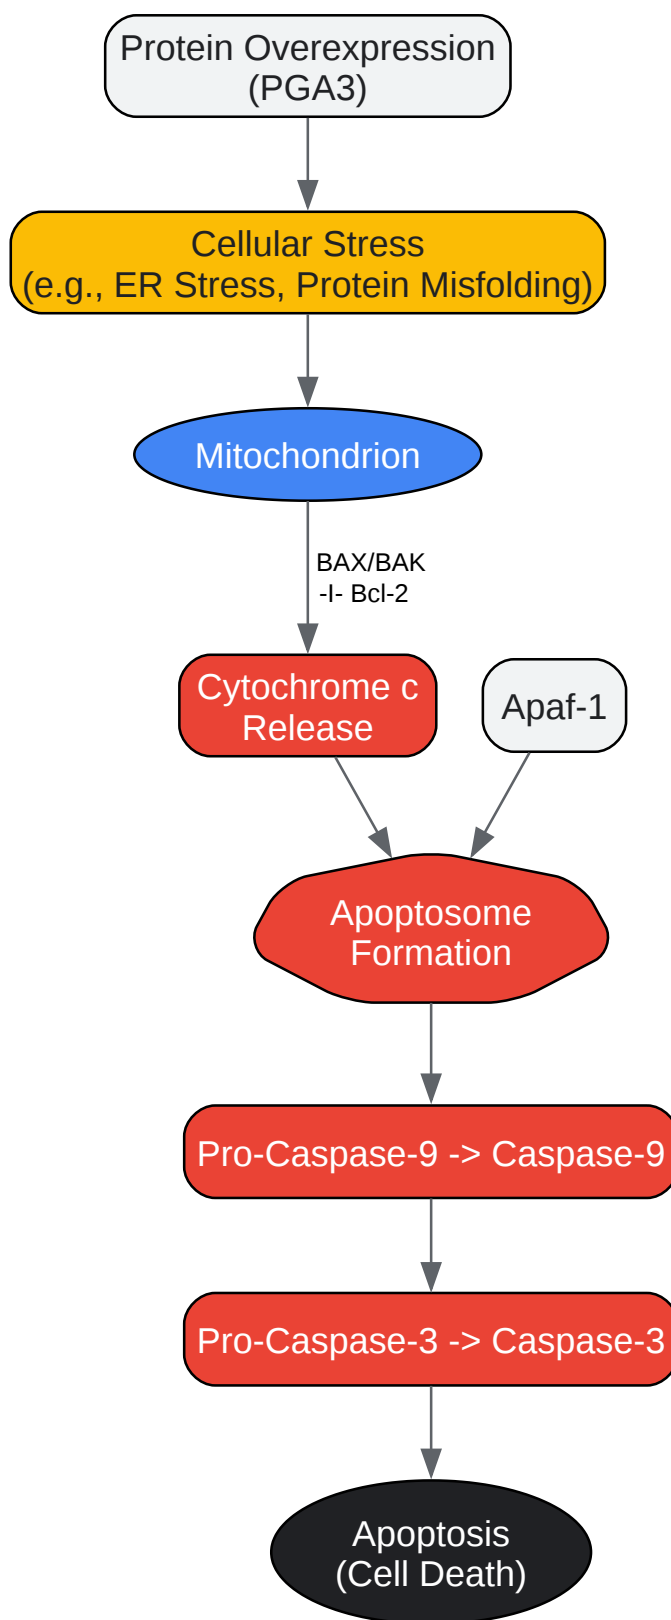 Protein Overexpression
(PGA3)
Cellular Stress
(e.g., ER Stress, Protein Misfolding)
Mitochondrion
BAX/BAK
-I- Bcl-2
Cytochrome c
Release
Apaf-1
Apoptosome
Formation
Pro-Caspase-9 -> Caspase-9
Pro-Caspase-3 -> Caspase-3
Apoptosis
(Cell Death)